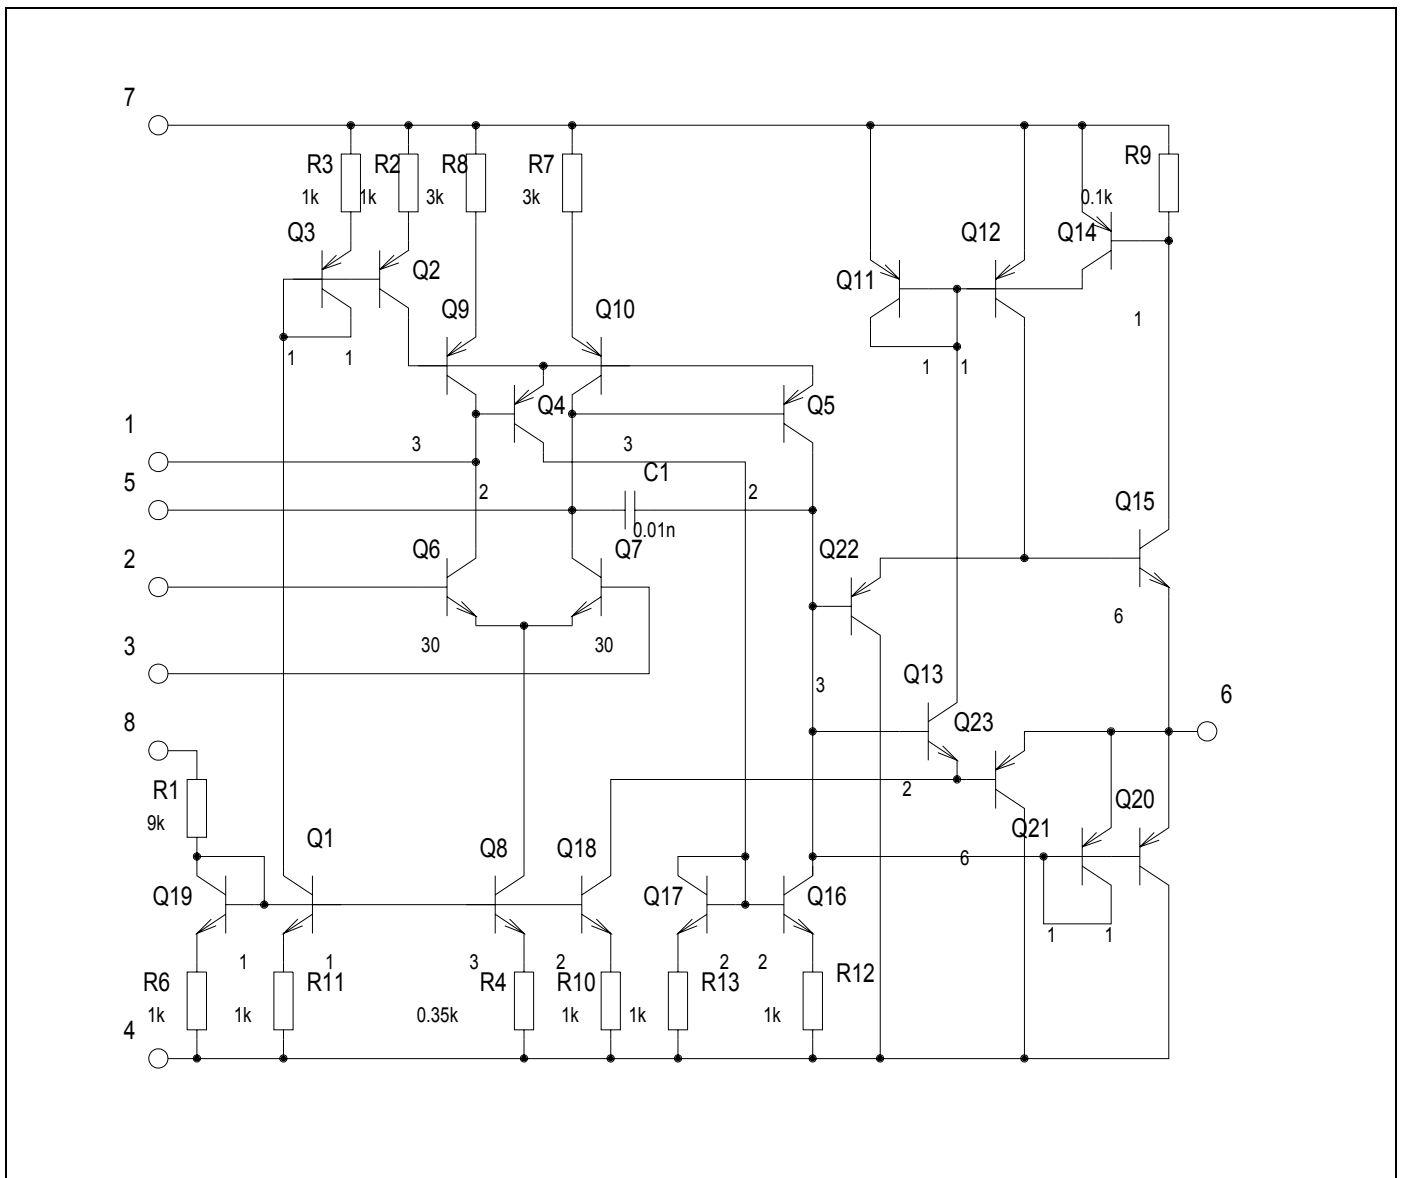 7
R3 R2 R8 R7 R9
1k 1k 3k 3k 0.1k
Q3 Q12 Q14
Q2 Q11
Q9 Q10
1
1 1 1 1
Q4 Q5
1
3 3
C1
5
2 2
Q15
0.01n
Q6 Q7 Q22
2
6
30 30
3
Q13
3
6
8
Q23
R1
2
Q20
9k
Q1 Q8 Q18 Q21
6
Q19 Q17 Q16
1 1
1 1 3 2 2 2
R6 R11 R4 R10 R13 R12
1k 1k 0.35k 1k 1k 1k
4